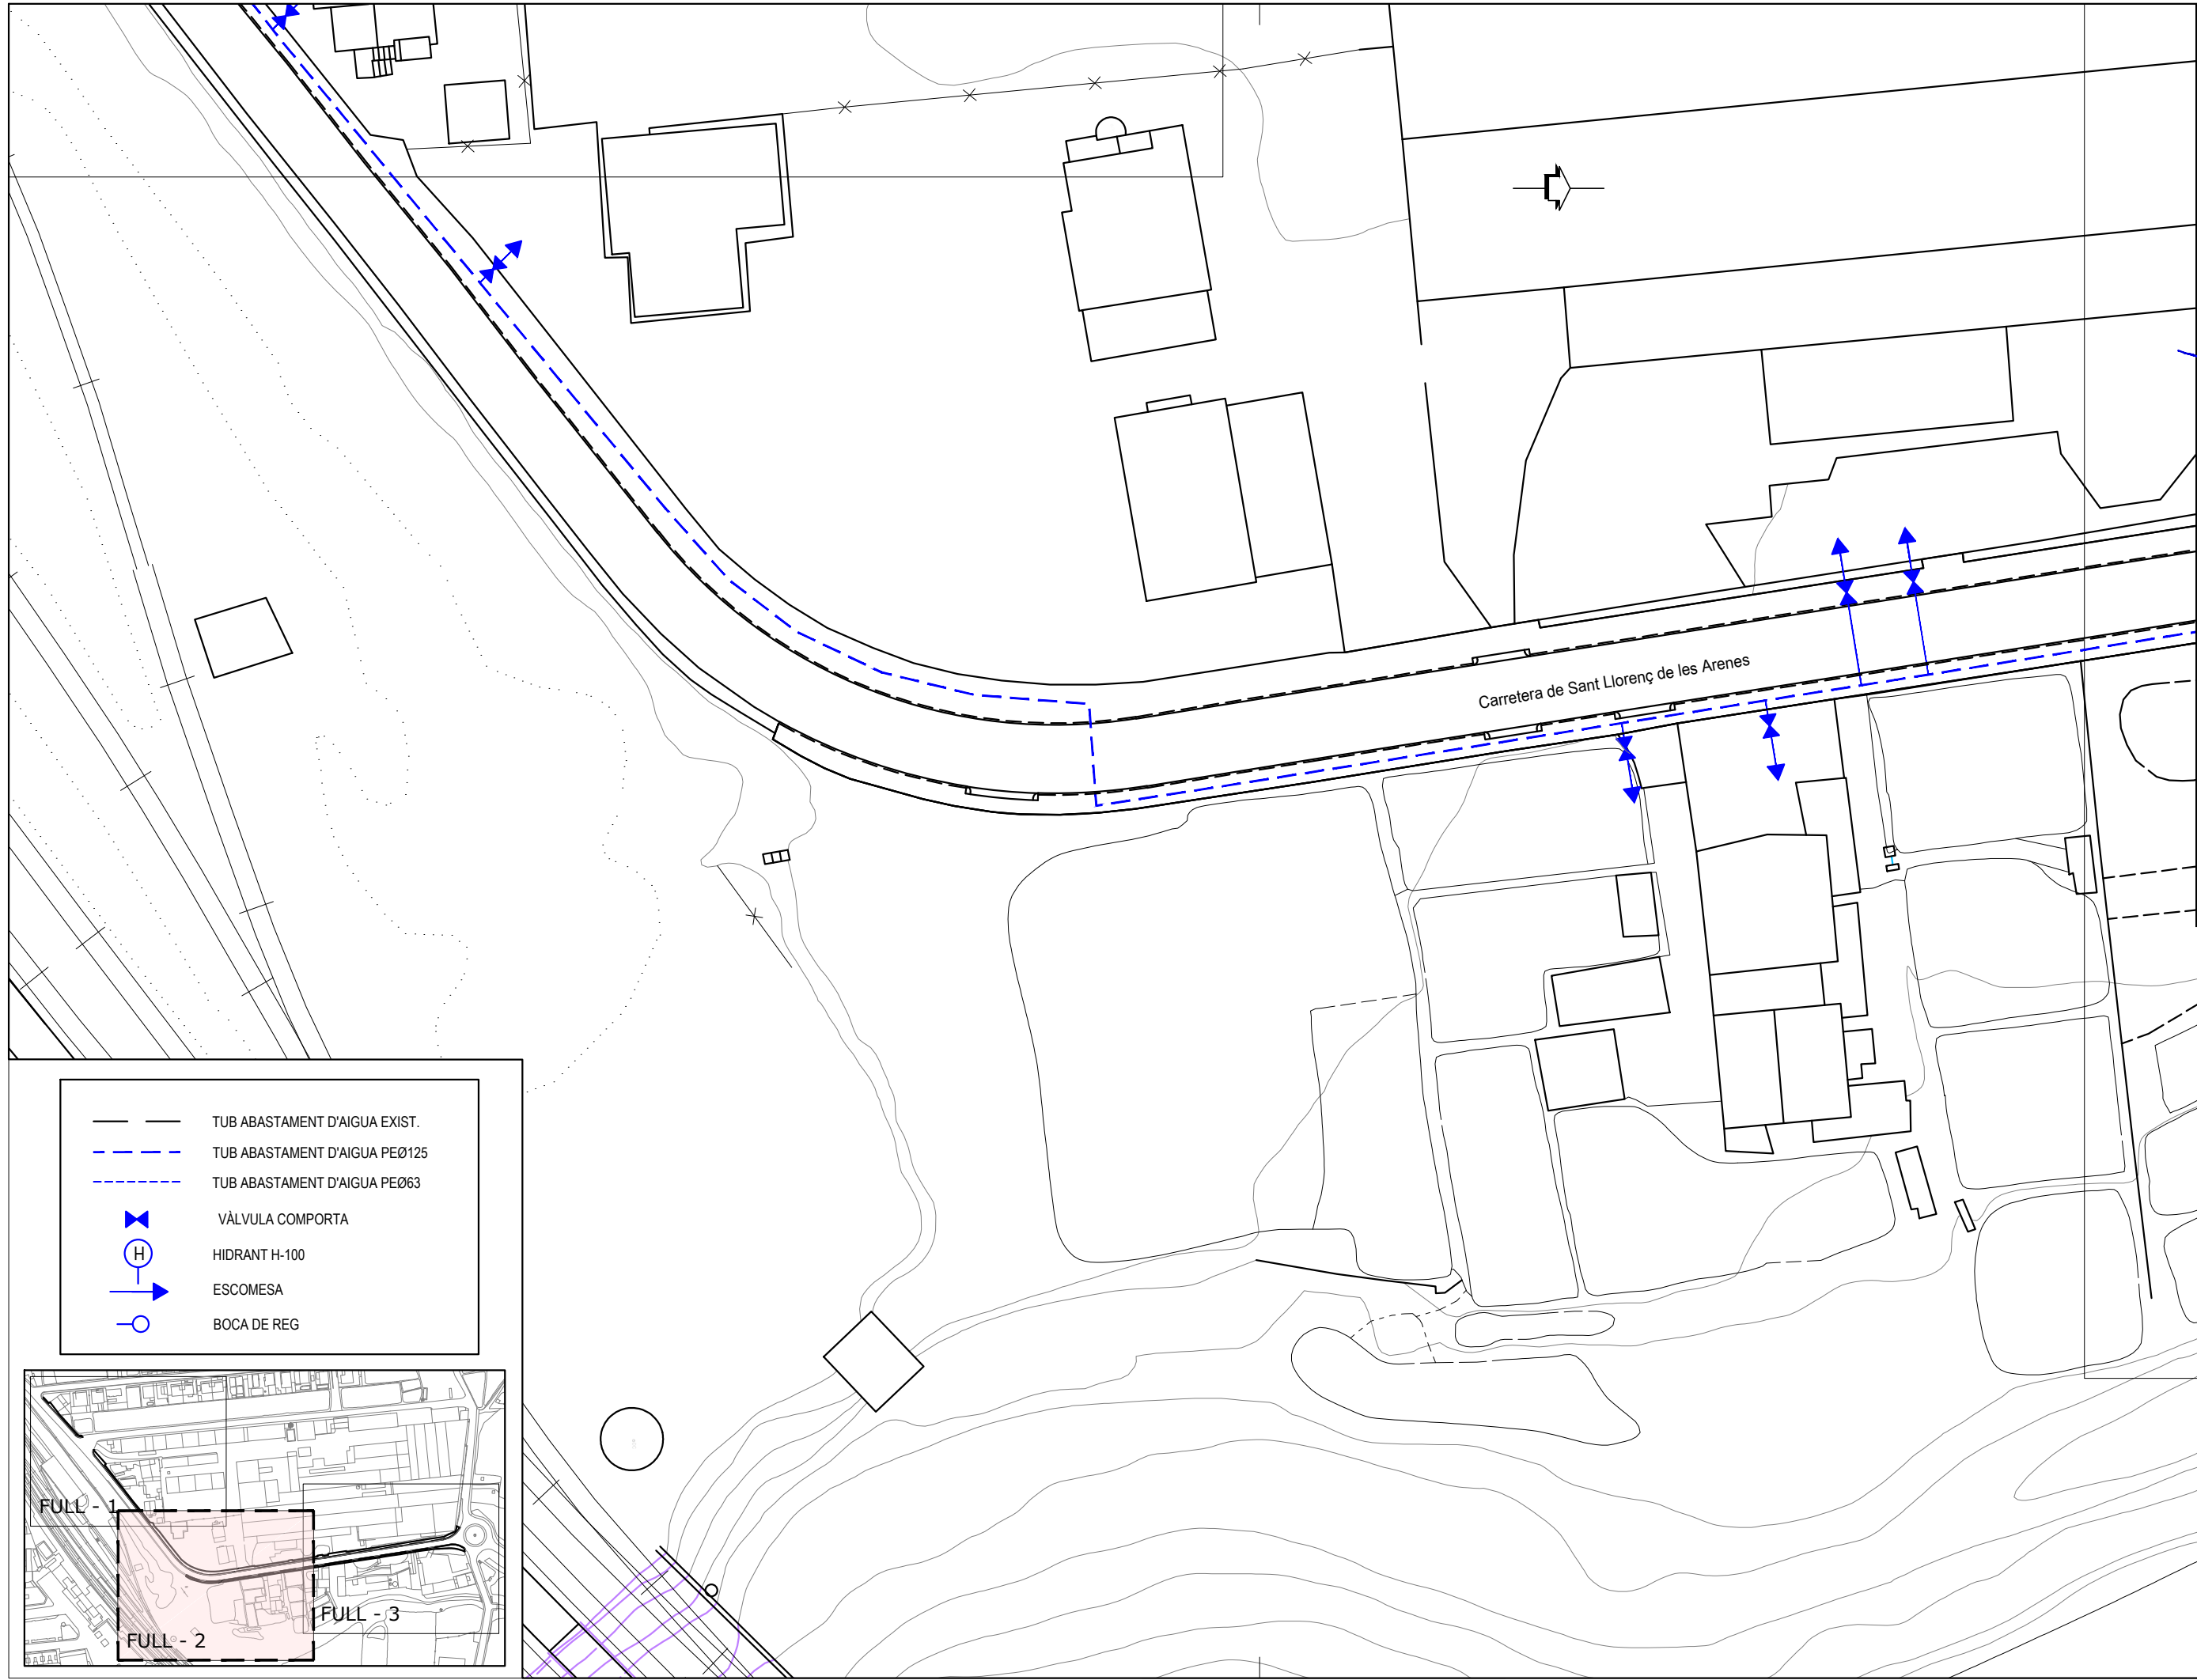 Carretera de Sant Llorenç de les Arenes
TUB ABASTAMENT D'AIGUA EXIST.
TUB ABASTAMENT D'AIGUA PEØ125
TUB ABASTAMENT D'AIGUA PEØ63
VÀLVULA COMPORTA
H
HIDRANT H-100
ESCOMESA
BOCA DE REG
FULL - 1
FULL - 3
FULL - 2